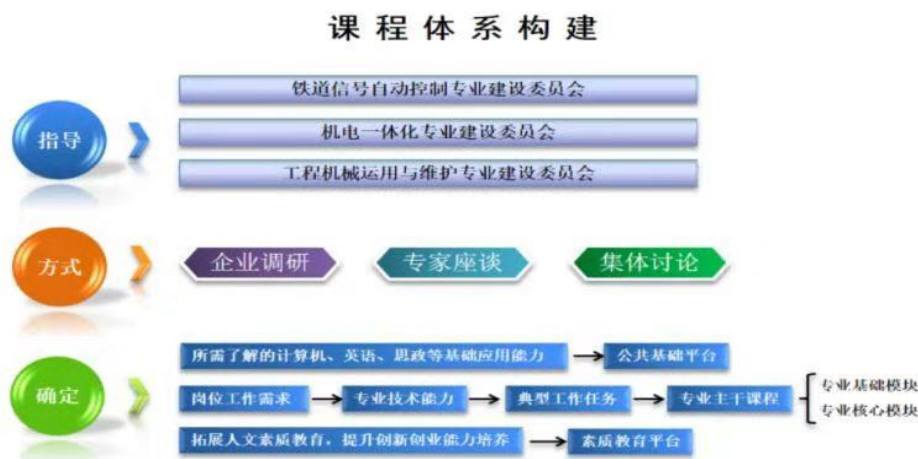 课程体系构建
指导
铁道信号自动控制专业建设委员会
机电一体化专业建设委员会
工程机械运用与维护专业建设委员会
方式
企业调研
专家座谈
集体讨论
确定
所需了解的计算机、英语、思政等基础应用能力
公共基础平台
岗位工作需求
专业技术能力
典型工作任务
专业主干课程
专业基础模块
专业核心模块
拓展人文素质教育，提升创新创业能力培养
素质教育平台